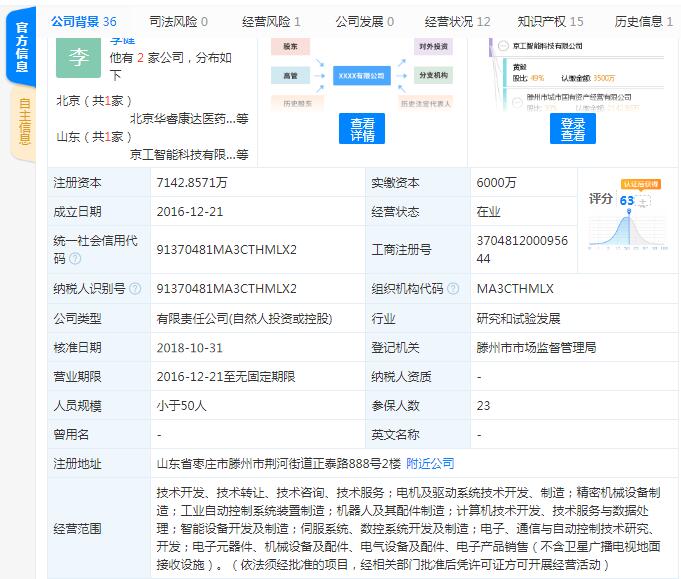 公司背景 36 司法风险 0 经营风险 1 公司发展 0 经营状况 12 知识产权 15 历史信息 1
官方信息
自主信息
李
李健
他有 2 家公司，分布如
下
北京（共1家）
北京华睿康达医药...等
山东（共1家）
京工智能科技有限...等
股东
高管
历史股东
XXXX有限公司
对外投资
分支机构
历史法定代表人
查看
详情
京工智能科技有限公司
黄毅
股比: 49% 认缴金额: 3500万
滕州市城市国有资产经营有限公司
登录
查看
注册资本 7142.8571万 实缴资本 6000万
认证后获得
评分 63
成立日期 2016-12-21 经营状态 在业
统一社会信用代
码 91370481MA3CTHMLX2 工商注册号 3704812000956
44
纳税人识别号 91370481MA3CTHMLX2 组织机构代码 MA3CTHMLX
公司类型 有限责任公司(自然人投资或控股) 行业 研究和试验发展
核准日期 2018-10-31 登记机关 滕州市市场监督管理局
营业期限 2016-12-21至无固定期限 纳税人资质 -
人员规模 小于50人 参保人数 23
曾用名 - 英文名称 -
注册地址 山东省枣庄市滕州市荆河街道正泰路888号2楼 附近公司
经营范围
技术开发、技术转让、技术咨询、技术服务；电机及驱动系统技术开发、制造；精密机械设备制
造；工业自动控制系统装置制造；机器人及其配件制造；计算机技术开发、技术服务与数据处
理；智能设备开发及制造；伺服系统、数控系统开发及制造；电子、通信与自动控制技术研究、
开发；电子元器件、机械设备及配件、电气设备及配件、电子产品销售（不含卫星广播电视地面
接收设施）。（依法须经批准的项目，经相关部门批准后凭许可证方可开展经营活动）